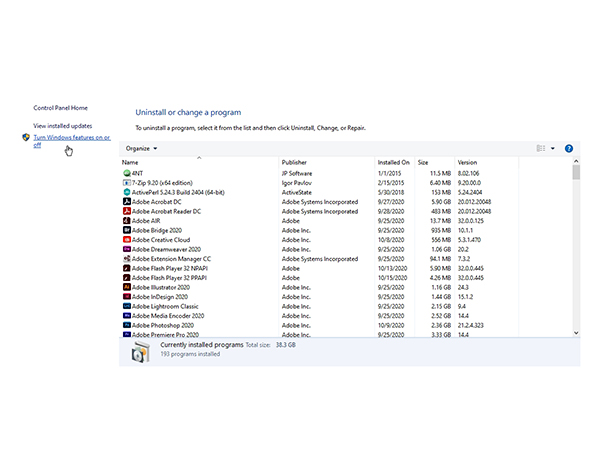 Control Panel Home
View installed updates
Turn Windows features on or
off
Uninstall or change a program
To uninstall a program, select it from the list and then click Uninstall, Change, or Repair.
Organize
Name Publisher Installed On Size Version
4NT JP Software 1/1/2015 11.5 MB 8.02.106
7-Zip 9.20 (x64 edition) Igor Pavlov 2/15/2015 6.40 MB 9.20.00.0
ActivePerl 5.24.3 Build 2404 (64-bit) ActiveState 5/30/2018 153 MB 5.24.2404
Adobe Acrobat DC Adobe Systems Incorporated 9/27/2020 5.90 GB 20.012.20048
Adobe Acrobat Reader DC Adobe Systems Incorporated 9/28/2020 483 MB 20.012.20048
Adobe AIR Adobe 9/25/2020 13.7 MB 32.0.0.125
Adobe Bridge 2020 Adobe Inc. 9/25/2020 935 MB 10.1.1
Adobe Creative Cloud Adobe Inc. 10/8/2020 556 MB 5.3.1.470
Adobe Dreamweaver 2020 Adobe Inc. 9/25/2020 1.06 GB 20.2
Adobe Extension Manager CC Adobe Systems Incorporated 9/25/2020 94.1 MB 7.3.2
Adobe Flash Player 32 NPAPI Adobe 10/13/2020 5.90 MB 32.0.0.445
Adobe Flash Player 32 PPAPI Adobe 9/25/2020 4.26 MB 32.0.0.445
Adobe Illustrator 2020 Adobe Inc. 9/25/2020 1.16 GB 24.3
Adobe InDesign 2020 Adobe Inc. 9/25/2020 1.44 GB 15.1.2
Adobe Lightroom Classic Adobe Inc. 9/25/2020 2.15 GB 9.4
Adobe Media Encoder 2020 Adobe Inc. 9/25/2020 2.52 GB 14.4
Adobe Photoshop 2020 Adobe Inc. 10/9/2020 2.36 GB 21.2.4.323
Adobe Premiere Pro 2020 Adobe Inc. 9/25/2020 3.33 GB 14.4
Currently installed programs Total size: 38.3 GB
193 programs installed